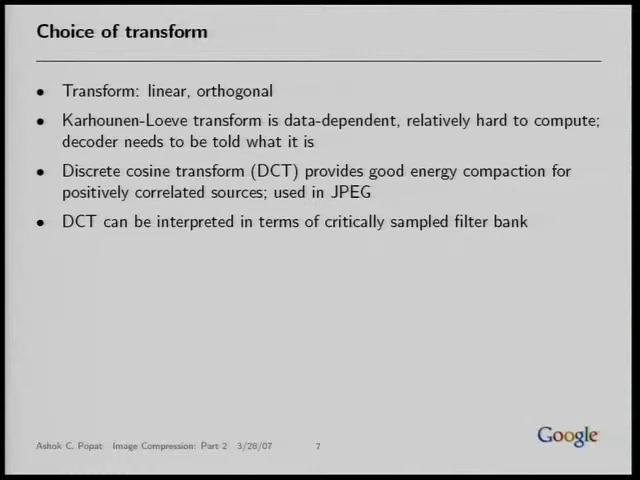 Choice of transform
• Transform: linear, orthogonal
• Karhounen-Loeve transform is data-dependent, relatively hard to compute;
decoder needs to be told what it is
• Discrete cosine transform (DCT) provides good energy compaction for
positively correlated sources; used in JPEG
• DCT can be interpreted in terms of critically sampled filter bank
Ashok C. Popat Image Compression: Part 2 3/28/07 7
Google